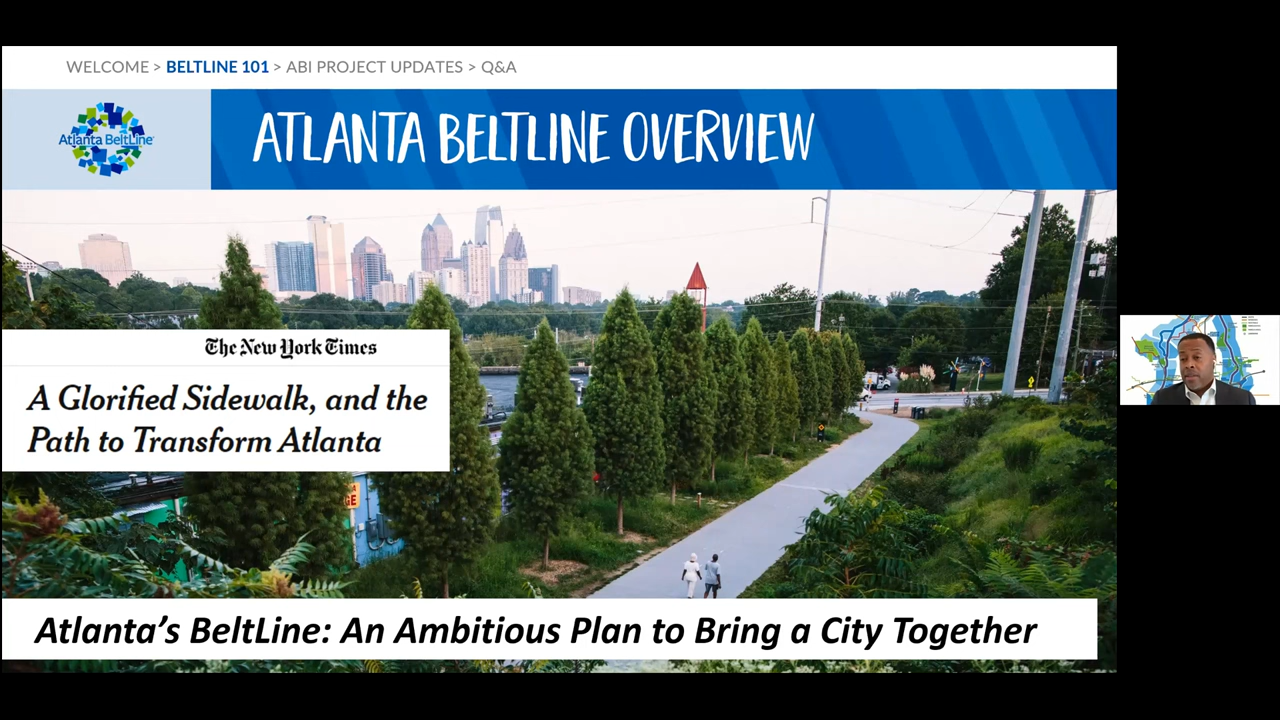 WELCOME > BELTLINE 101 > ABI PROJECT UPDATES > Q&A
Atlanta BeltLine
ATLANTA BELTLINE OVERVIEW
The New York Times
A Glorified Sidewalk, and the
Path to Transform Atlanta
Atlanta's BeltLine: An Ambitious Plan to Bring a City Together